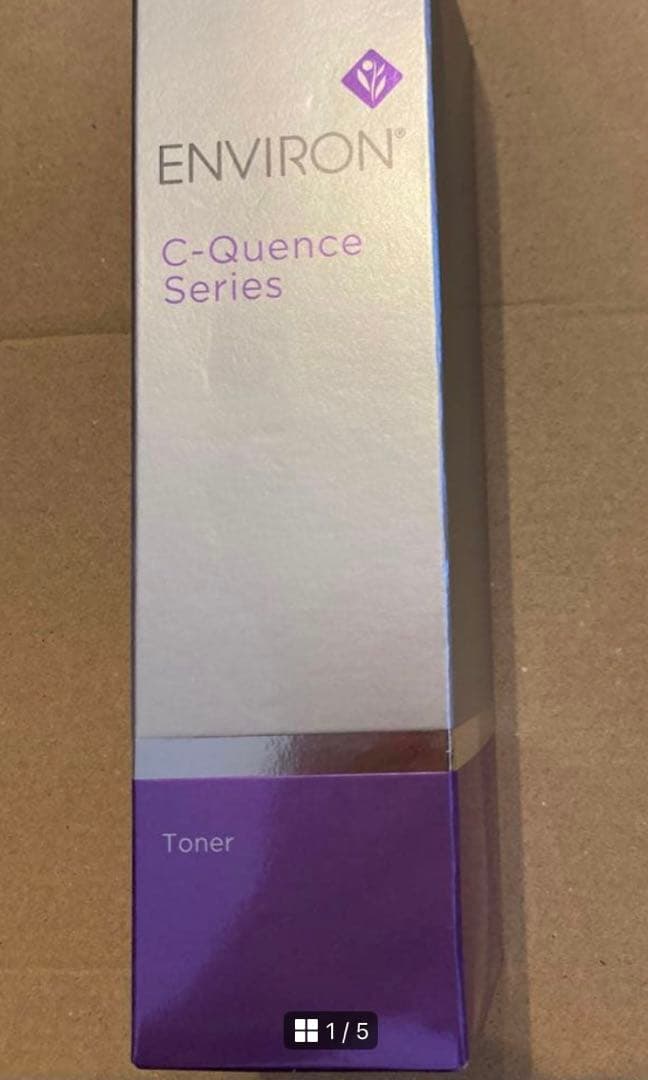 ENVIRON®
C-Quence
Series
Toner
1/5